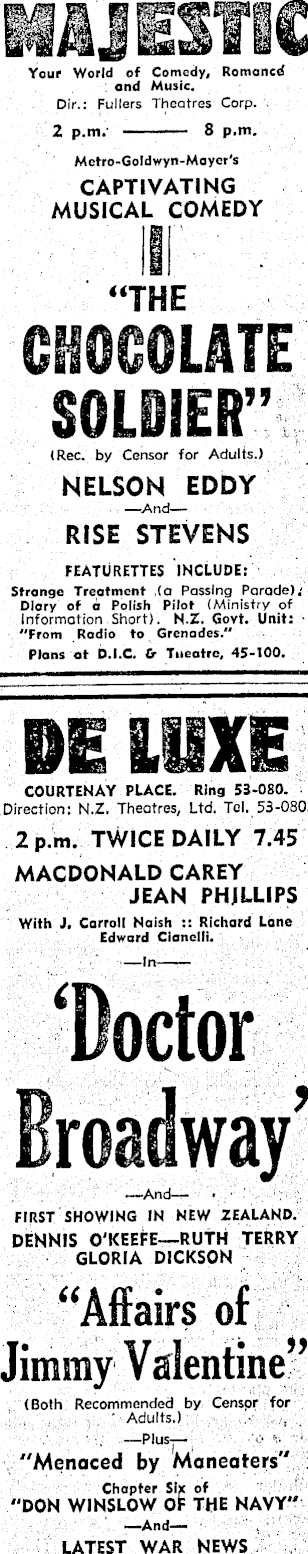 MAJESTIC
Your World of Comedy, Romance
and Music.
Dir.: Fullers Theatres Corp.
2 p.m. —— 8 p.m.
Metro-Goldwyn-Mayer's
CAPTIVATING
MUSICAL COMEDY
"THE
CHOCOLATE
SOLDIER"
(Rec. by Censor for Adults.)
NELSON EDDY
—And—
RISE STEVENS
FEATURETTES INCLUDE:
Strange Treatment (a Passing Parade);
Diary of a Polish Pilot (Ministry of
Information Short). N.Z. Govt. Unit:
"From Radio to Grenades."
Plans at D.I.C. & Theatre, 45-100.
DE LUXE
COURTENAY PLACE. Ring 53-080.
Direction: N.Z. Theatres, Ltd. Tel. 53-080
2 p.m. TWICE DAILY 7.45
MACDONALD CAREY
JEAN PHILLIPS
With J. Carroll Naish :: Richard Lane
Edward Cianelli.
—In—
'Doctor
Broadway'
—And—
FIRST SHOWING IN NEW ZEALAND.
DENNIS O'KEEFE—RUTH TERRY
GLORIA DICKSON
"Affairs of
Jimmy Valentine"
(Both Recommended by Censor for
Adults.)
—Plus—
"Menaced by Maneaters"
Chapter Six of
"DON WINSLOW OF THE NAVY"
—And—
LATEST WAR NEWS